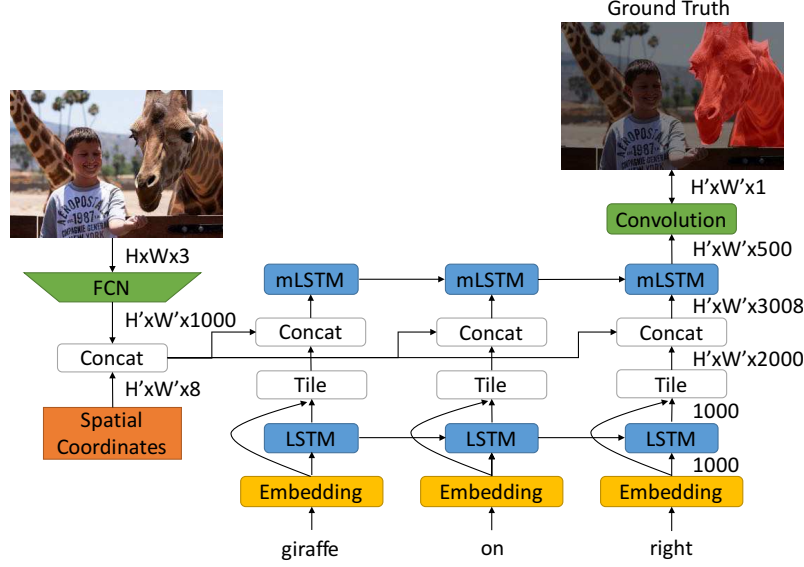 Ground Truth
AEROPOSTALE
1987
H'xW'x1
Convolution
H'xW'x500
HxWx3
FCN
mLSTM
mLSTM
mLSTM
H'xW'x1000
H'xW'x3008
Concat
Concat
Concat
Concat
H'xW'x8
H'xW'x2000
Tile
Tile
Tile
Spatial
Coordinates
1000
LSTM
LSTM
LSTM
1000
Embedding
Embedding
Embedding
giraffe
on
right